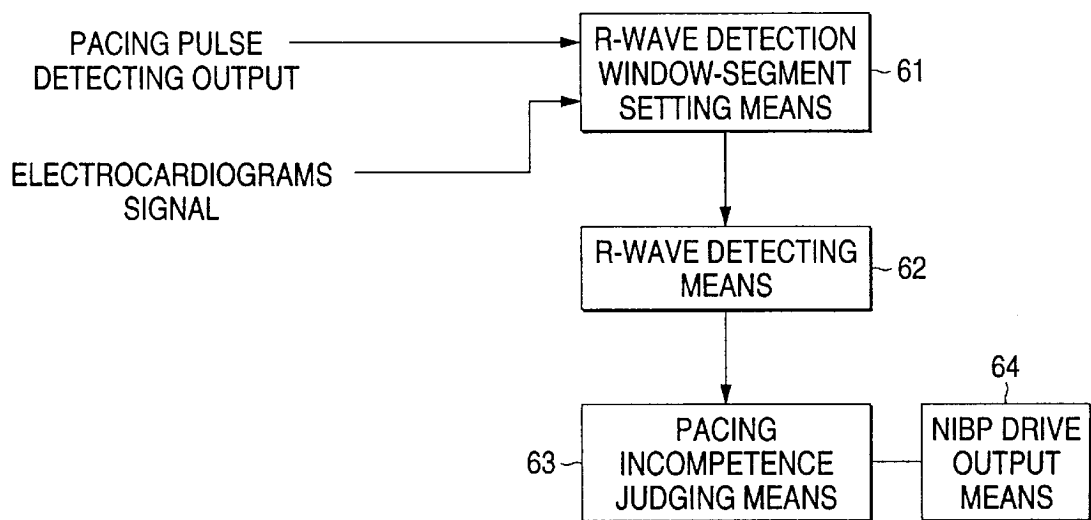 PACING PULSE
DETECTING OUTPUT
R-WAVE DETECTION
WINDOW-SEGMENT
SETTING MEANS
61
ELECTROCARDIOGRAMS
SIGNAL
R-WAVE DETECTING
MEANS
62
63
PACING
INCOMPETENCE
JUDGING MEANS
64
NIBP DRIVE
OUTPUT
MEANS